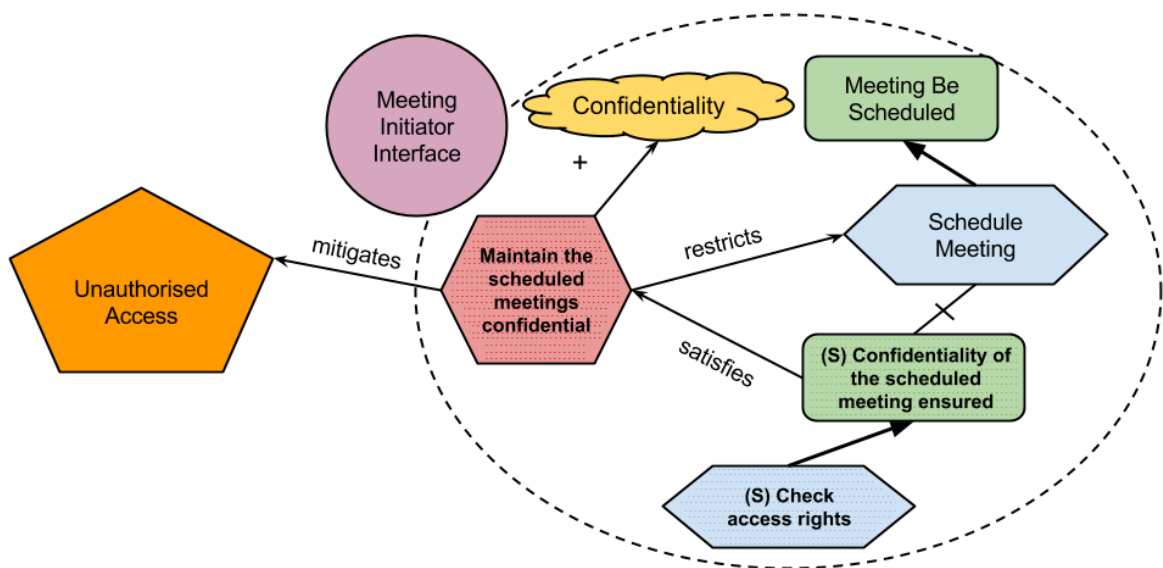 Meeting
Initiator
Interface
Confidentiality
+
Meeting Be
Scheduled
Unauthorised
Access
mitigates
Maintain the
scheduled
meetings
confidential
restricts
Schedule
Meeting
satisfies
(S) Confidentiality of
the scheduled
meeting ensured
(S) Check
access rights